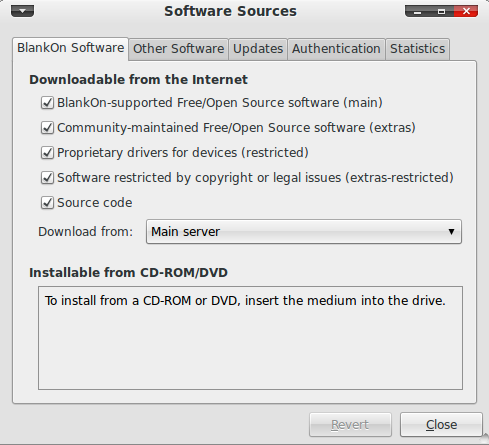 Software Sources
BlankOn Software Other Software Updates Authentication Statistics
Downloadable from the Internet
BlankOn-supported Free/Open Source software (main)
Community-maintained Free/Open Source software (extras)
Proprietary drivers for devices (restricted)
Software restricted by copyright or legal issues (extras-restricted)
Source code
Download from: Main server
Installable from CD-ROM/DVD
To install from a CD-ROM or DVD, insert the medium into the drive.
Revert Close